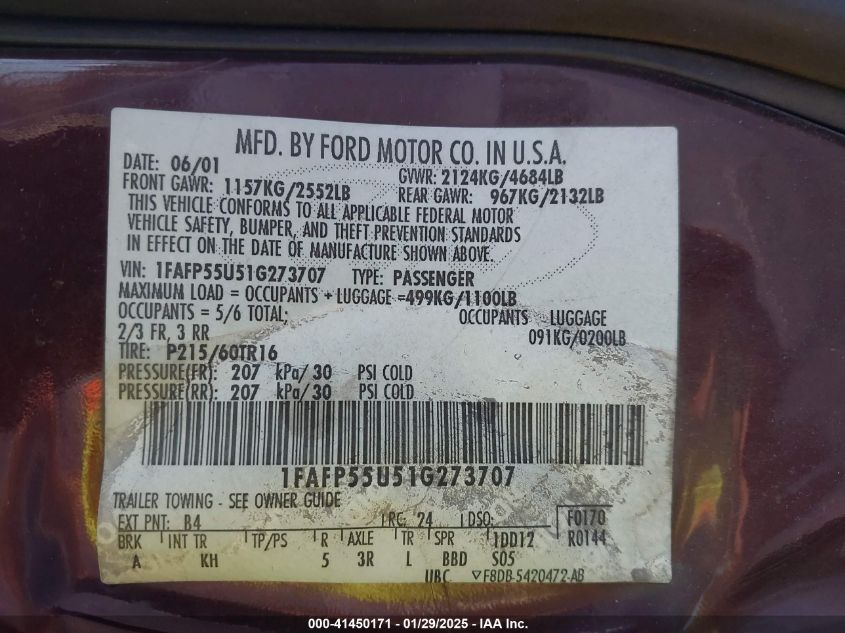 MFD. BY FORD MOTOR CO. IN U.S.A.
DATE: 06/01 GVWR: 2124KG/4684LB
FRONT GAWR: 1157KG/2552LB REAR GAWR: 967KG/2132LB
THIS VEHICLE CONFORMS TO ALL APPLICABLE FEDERAL MOTOR
VEHICLE SAFETY, BUMPER, AND THEFT PREVENTION STANDARDS
IN EFFECT ON THE DATE OF MANUFACTURE SHOWN ABOVE.
VIN: 1FAFP55U51G273707 TYPE: PASSENGER
MAXIMUM LOAD = OCCUPANTS + LUGGAGE =499KG/1100LB
OCCUPANTS = 5/6 TOTAL; OCCUPANTS LUGGAGE
2/3 FR, 3 RR 091KG/0200LB
TIRE: P215/60TR16
PRESSURE(FR): 207 kPa/30 PSI COLD
PRESSURE(RR): 207 kPa/30 PSI COLD
1FAFP55U51G273707
TRAILER TOWING - SEE OWNER GUIDE
EXT PNT: B4 RC: 24 DSO: F0170
BRK INT TR TP/PS R AXLE TR SPR 1DD12 R0144
A KH 5 3R L BBD S05
UBC F8DB-5420472-AB
000-41450171 - 01/29/2025 - IAA, Inc.